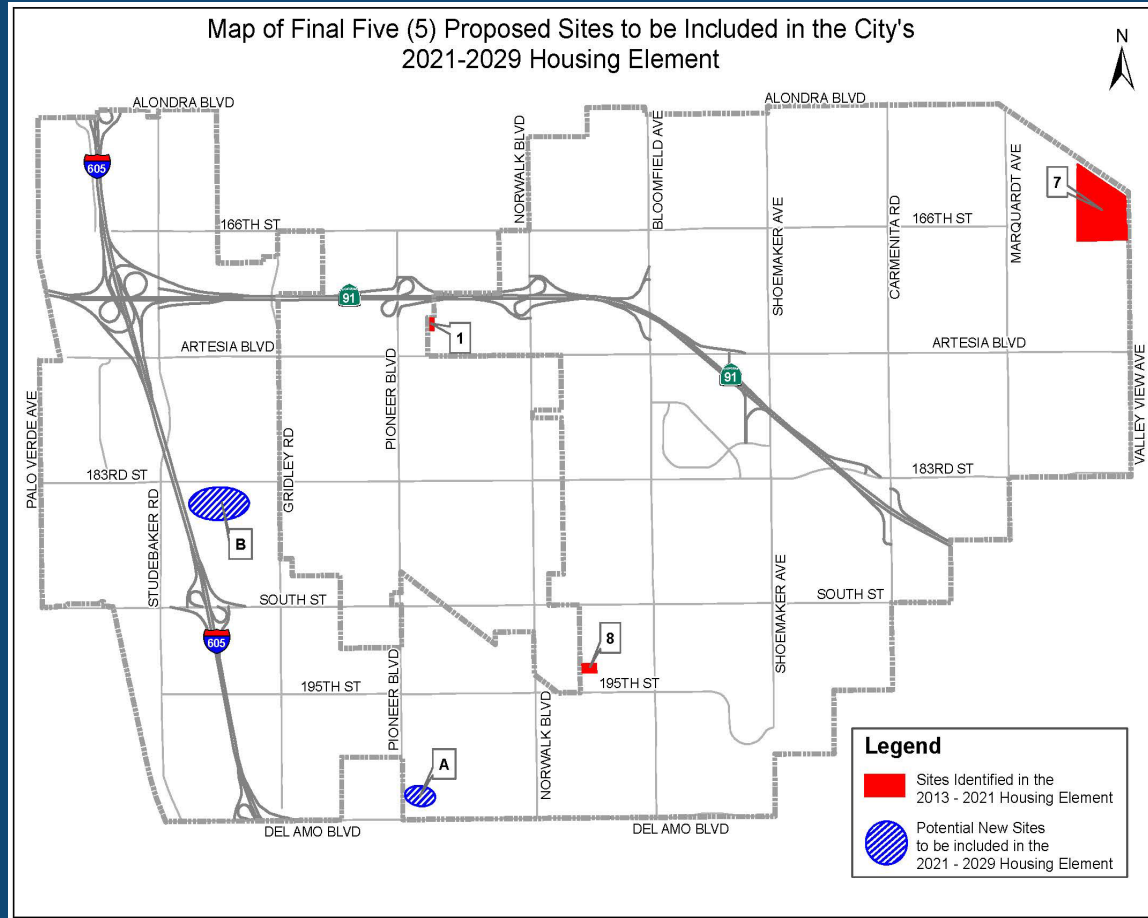 Map of Final Five (5) Proposed Sites to be Included in the City's
2021-2029 Housing Element
N
ALONDRA BLVD
ALONDRA BLVD
605
NORWALK BLVD
BLOOMFIELD AVE
SHOEMAKER AVE
CARMENITA RD
MARQUARDT AVE
7
166TH ST
166TH ST
91
1
ARTESIA BLVD
ARTESIA BLVD
91
PALO VERDE AVE
PIONEER BLVD
VALLEY VIEW AVE
GRIDLEY RD
183RD ST
183RD ST
STUDEBAKER RD
B
SOUTH ST
SOUTH ST
SHOEMAKER AVE
605
8
195TH ST
195TH ST
PIONEER BLVD
NORWALK BLVD
A
DEL AMO BLVD
DEL AMO BLVD
Legend
Sites Identified in the
2013 - 2021 Housing Element
Potential New Sites
to be included in the
2021 - 2029 Housing Element